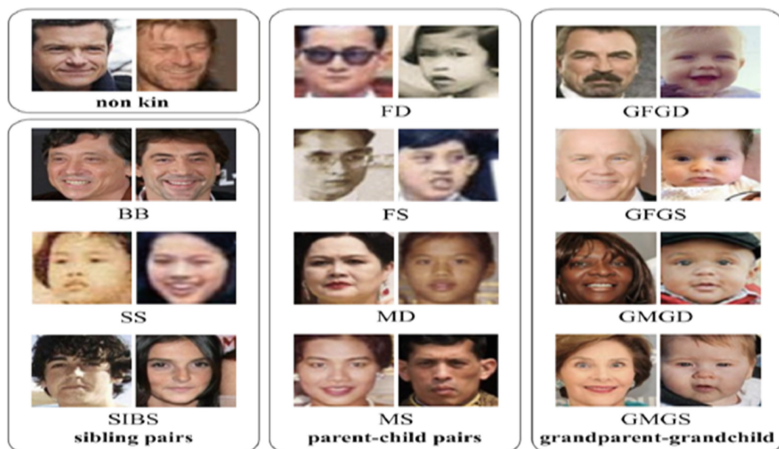 non kin
BB
SS
SIBS
sibling pairs
FD
FS
MD
MS
parent-child pairs
GFGD
GFGS
GMGD
GMGS
grandparent-grandchild